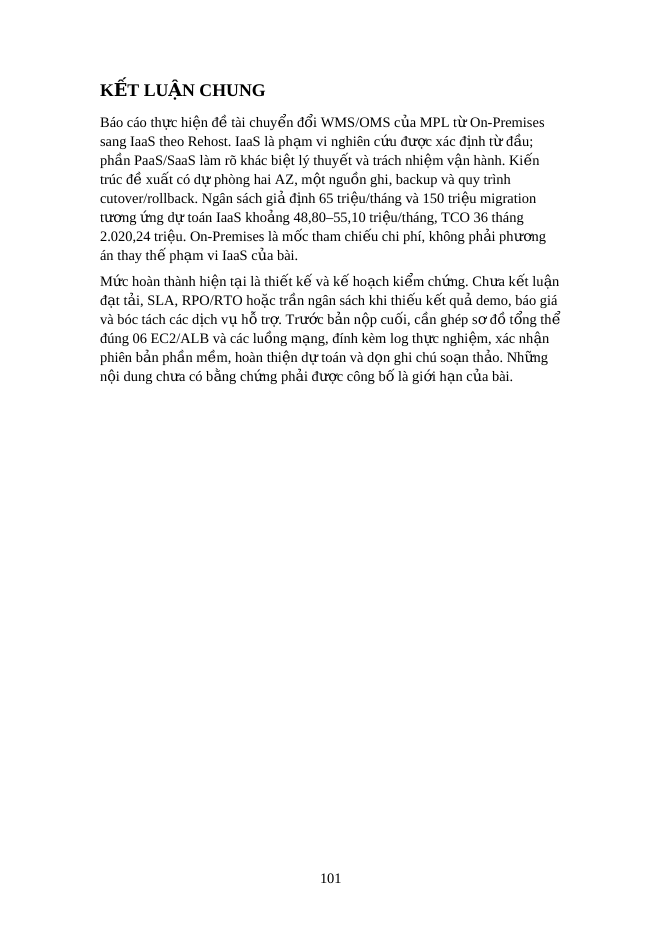 KẾT LUẬN CHUNG
Báo cáo thực hiện đề tài chuyển đổi WMS/OMS của MPL từ On-Premises
sang IaaS theo Rehost. IaaS là phạm vi nghiên cứu được xác định từ đầu;
phần PaaS/SaaS làm rõ khác biệt lý thuyết và trách nhiệm vận hành. Kiến
trúc đề xuất có dự phòng hai AZ, một nguồn ghi, backup và quy trình
cutover/rollback. Ngân sách giả định 65 triệu/tháng và 150 triệu migration
tương ứng dự toán IaaS khoảng 48,80–55,10 triệu/tháng, TCO 36 tháng
2.020,24 triệu. On-Premises là mốc tham chiếu chi phí, không phải phương
án thay thế phạm vi IaaS của bài.
Mức hoàn thành hiện tại là thiết kế và kế hoạch kiểm chứng. Chưa kết luận
đạt tải, SLA, RPO/RTO hoặc trần ngân sách khi thiếu kết quả demo, báo giá
và bóc tách các dịch vụ hỗ trợ. Trước bản nộp cuối, cần ghép sơ đồ tổng thể
đúng 06 EC2/ALB và các luồng mạng, đính kèm log thực nghiệm, xác nhận
phiên bản phần mềm, hoàn thiện dự toán và dọn ghi chú soạn thảo. Những
nội dung chưa có bằng chứng phải được công bố là giới hạn của bài.
101